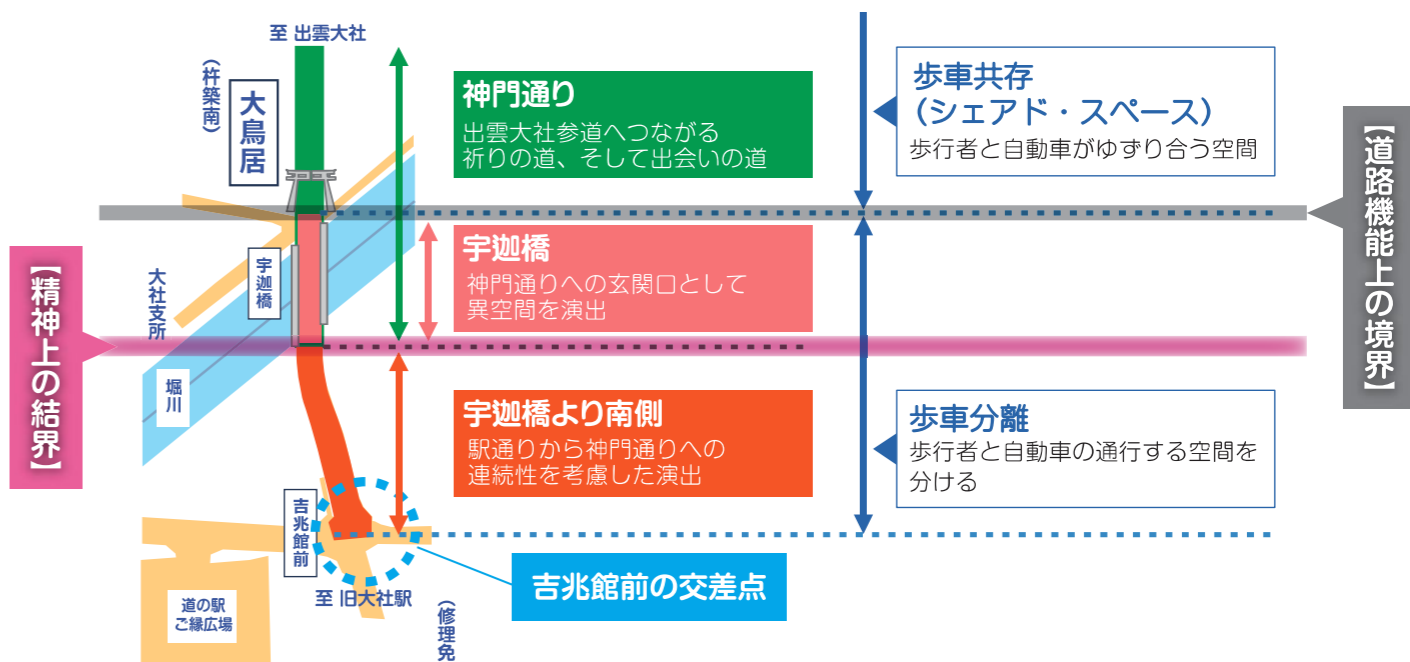 至 出雲大社
(杵築南)
大鳥居
神門通り
出雲大社参道へつながる
祈りの道、そして出会いの道
歩車共存
(シェアド・スペース)
歩行者と自動車がゆずり合う空間
【道路機能上の境界】
宇迦橋
宇迦橋
神門通りへの玄関口として
異空間を演出
【精神上の結界】
大社支所
堀川
宇迦橋より南側
駅通りから神門通りへの
連続性を考慮した演出
歩車分離
歩行者と自動車の通行する空間を
分ける
吉兆館前
吉兆館前の交差点
至 旧大社駅
道の駅
ご縁広場
(修理免